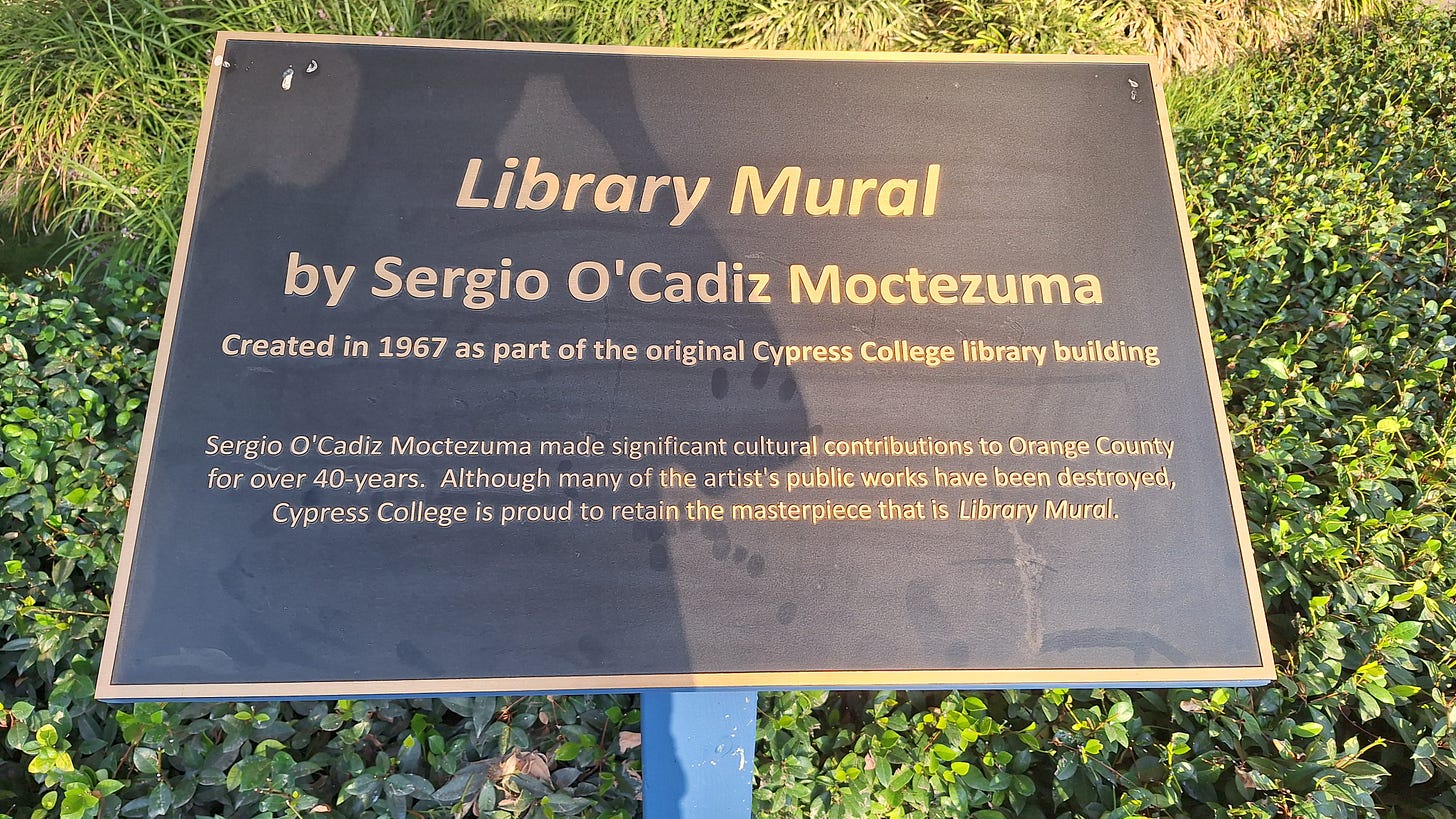 Library Mural
by Sergio O'Cadiz Moctezuma
Created in 1967 as part of the original Cypress College library building
Sergio O'Cadiz Moctezuma made significant cultural contributions to Orange County
for over 40-years. Although many of the artist's public works have been destroyed,
Cypress College is proud to retain the masterpiece that is Library Mural.